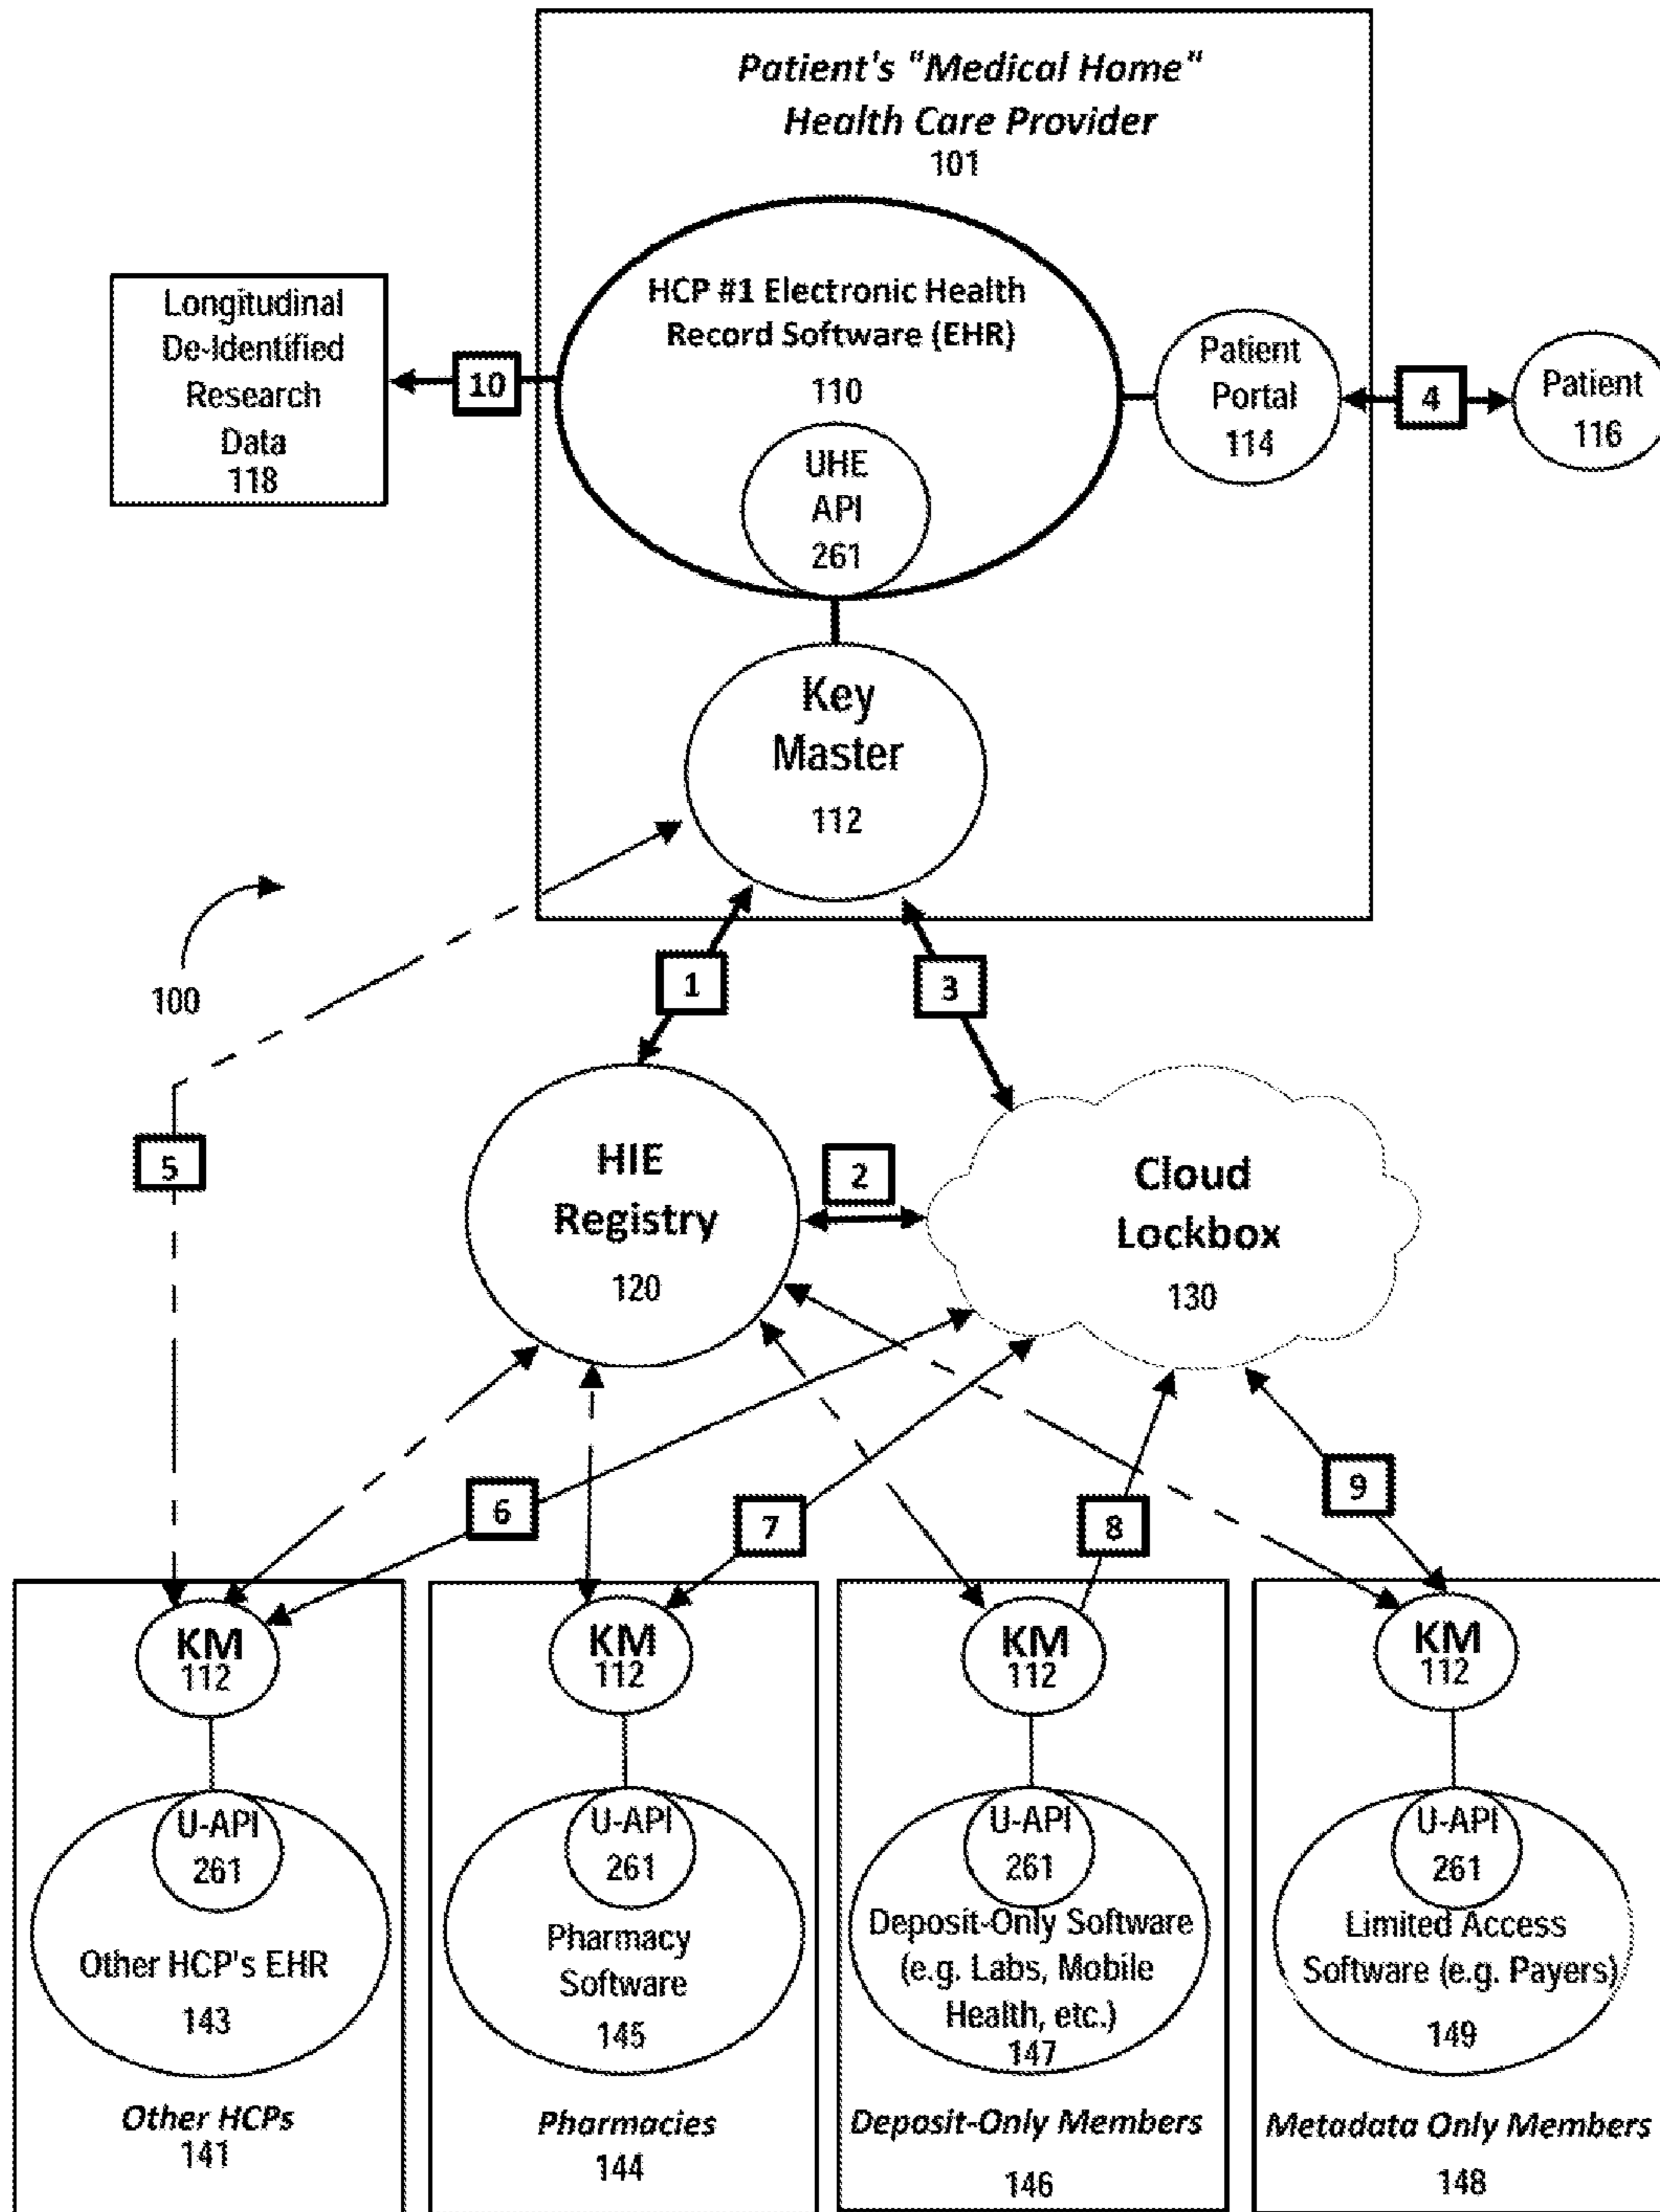 Patient's "Medical Home"
Health Care Provider
101
HCP #1 Electronic Health
Record Software (EHR)
110
UHE
API
261
Longitudinal
De-Identified
Research
Data
118
10
Patient
Portal
114
4
Patient
116
Key
Master
112
100
1
3
5
HIE
Registry
120
2
Cloud
Lockbox
130
6
7
8
9
KM
112
U-API
261
Other HCP's EHR
143
Other HCPs
141
KM
112
U-API
261
Pharmacy
Software
145
Pharmacies
144
KM
112
U-API
261
Deposit-Only Software
(e.g. Labs, Mobile
Health, etc.)
147
Deposit-Only Members
146
KM
112
U-API
261
Limited Access
Software (e.g. Payers)
149
Metadata Only Members
148